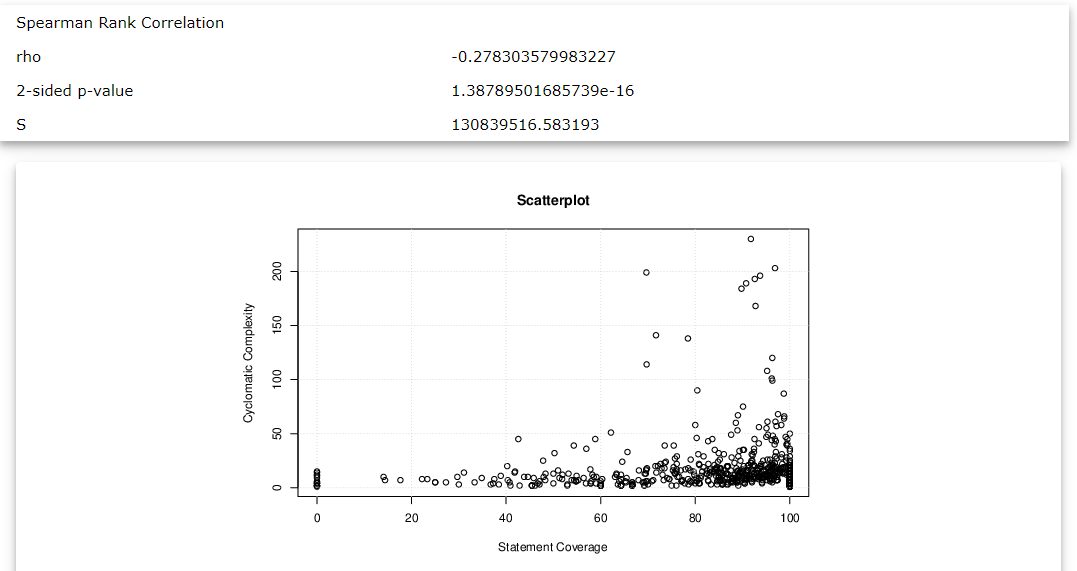 Spearman Rank Correlation
rho -0.278303579983227
2-sided p-value 1.38789501685739e-16
S 130839516.583193
Scatterplot
200
150
100
50
0
Cyclomatic Complexity
0 20 40 60 80 100
Statement Coverage